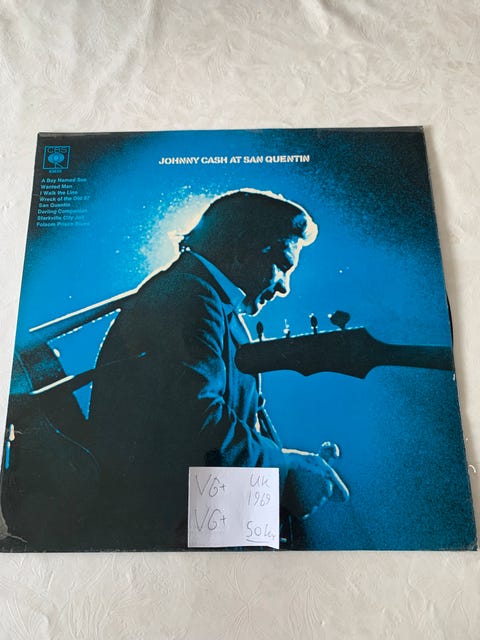 CBS
JOHNNY CASH AT SAN QUENTIN
A Boy Named Sue
Wanted Man
I Walk the Line
Wreck of the Old 97
San Quentin
Darling Companion
Starkville City Jail
Folsom Prison Blues
VG+ UK
1969
VG+ 50kr